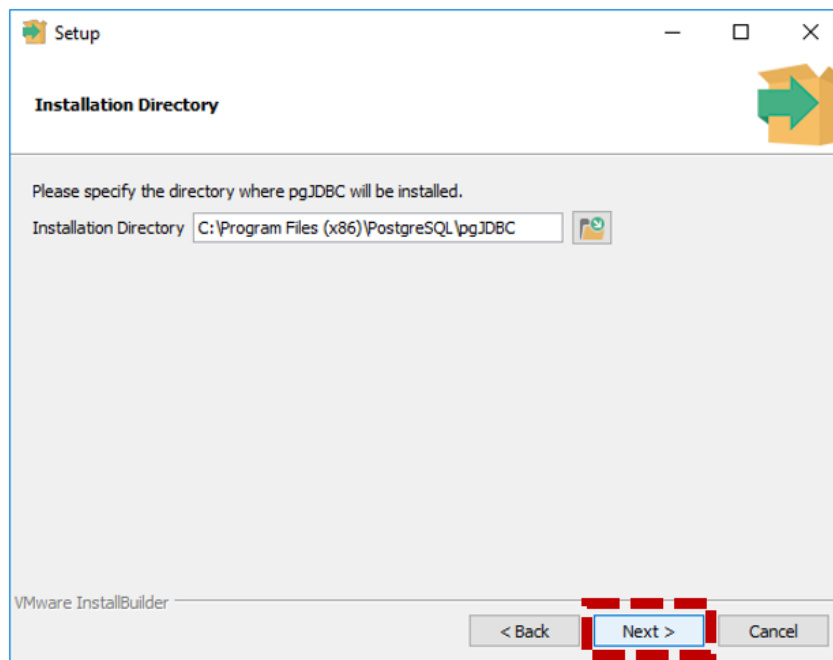 Setup
Installation Directory
Please specify the directory where pgJDBC will be installed.
Installation Directory C:\Program Files (x86)\PostgreSQL\pgJDBC
VMware InstallBuilder
< Back Next > Cancel